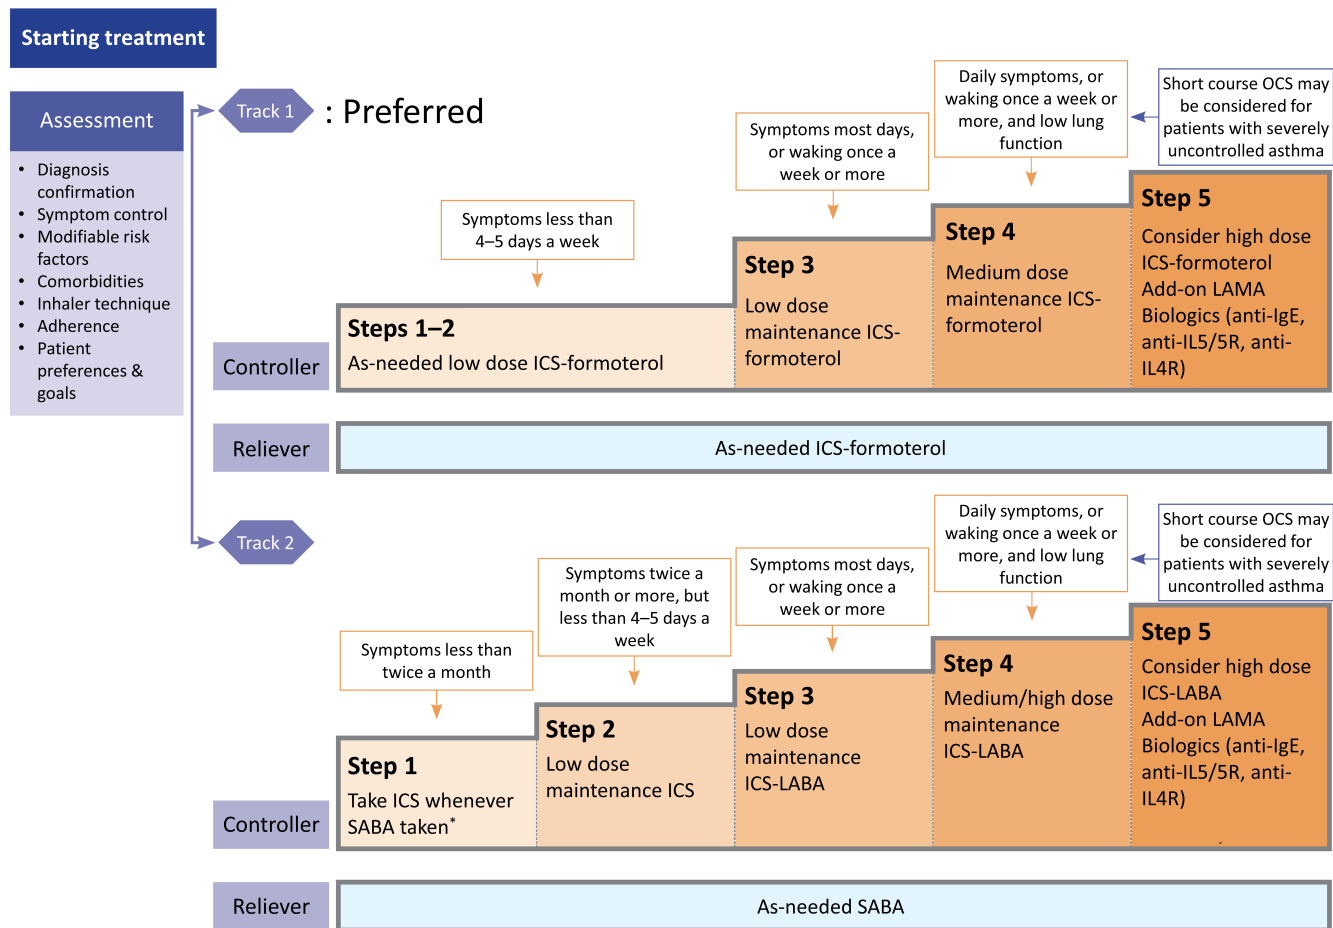 Starting treatment
Assessment
• Diagnosis
confirmation
• Symptom control
• Modifiable risk
factors
• Comorbidities
• Inhaler technique
• Adherence
• Patient
preferences &
goals
Track 1
: Preferred
Symptoms less than
4–5 days a week
Symptoms most days,
or waking once a
week or more
Daily symptoms, or
waking once a week or
more, and low lung
function
Short course OCS may
be considered for
patients with severely
uncontrolled asthma
Controller
Steps 1–2
As-needed low dose ICS-formoterol
Step 3
Low dose
maintenance ICS-
formoterol
Step 4
Medium dose
maintenance ICS-
formoterol
Step 5
Consider high dose
ICS-formoterol
Add-on LAMA
Biologics (anti-IgE,
anti-IL5/5R, anti-
IL4R)
Reliever
As-needed ICS-formoterol
Track 2
Symptoms less than
twice a month
Symptoms twice a
month or more, but
less than 4–5 days a
week
Symptoms most days,
or waking once a
week or more
Daily symptoms, or
waking once a week or
more, and low lung
function
Short course OCS may
be considered for
patients with severely
uncontrolled asthma
Controller
Step 1
Take ICS whenever
SABA taken*
Step 2
Low dose
maintenance ICS
Step 3
Low dose
maintenance
ICS-LABA
Step 4
Medium/high dose
maintenance
ICS-LABA
Step 5
Consider high dose
ICS-LABA
Add-on LAMA
Biologics (anti-IgE,
anti-IL5/5R, anti-
IL4R)
Reliever
As-needed SABA